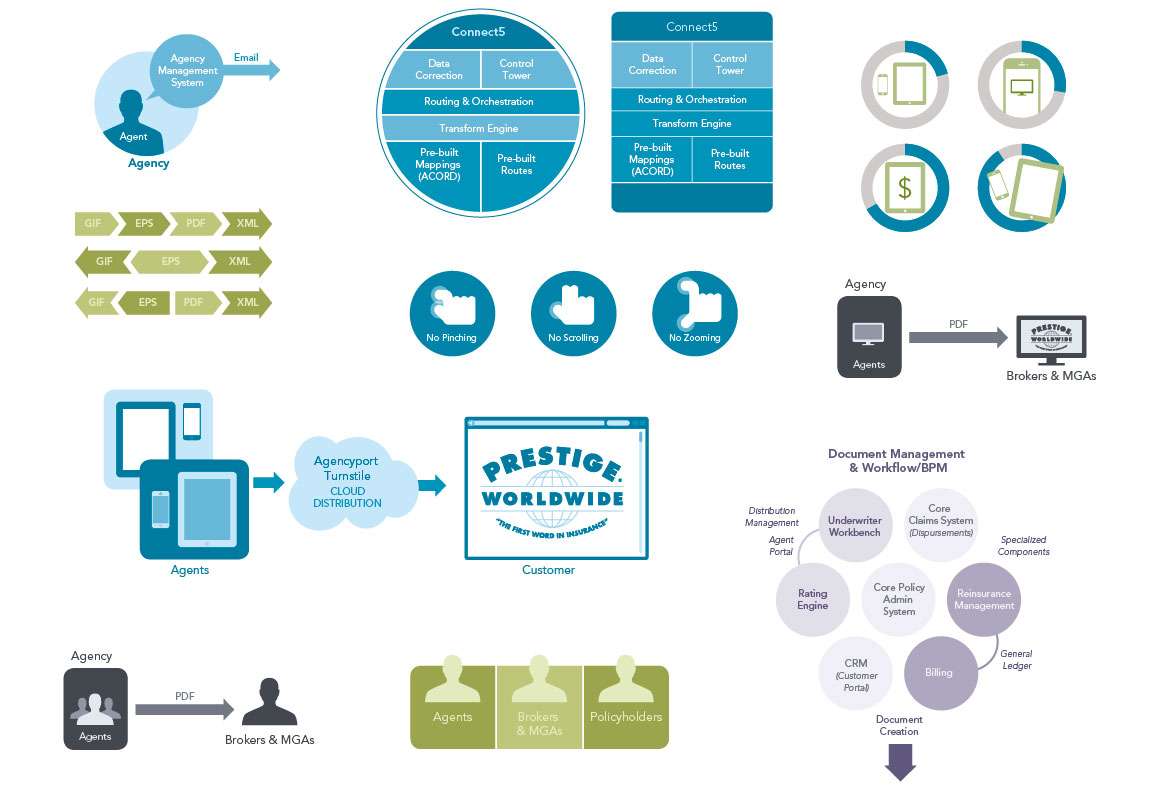 Agency
Management
System
Email
Agent
Agency
Connect5
Data
Correction
Control
Tower
Routing & Orchestration
Transform Engine
Pre-built
Mappings
(ACORD)
Pre-built
Routes
Connect5
Data
Correction
Control
Tower
Routing & Orchestration
Transform Engine
Pre-built
Mappings
(ACORD)
Pre-built
Routes
$
GIF EPS PDF XML
GIF EPS XML
GIF EPS PDF XML
No Pinching
No Scrolling
No Zooming
Agency
Agents
PDF
PRESTIGE.
WORLDWIDE
Brokers & MGAs
Agents
Agencyport
Turnstile
CLOUD
DISTRIBUTION
PRESTIGE.
WORLDWIDE
"THE FIRST WORD IN INSURANCE"
Customer
Document Management
& Workflow/BPM
Distribution
Management
Agent
Portal
Underwriter
Workbench
Core
Claims System
(Dispursements)
Specialized
Components
Rating
Engine
Core Policy
Admin
System
Reinsurance
Management
CRM
(Customer
Portal)
Billing
General
Ledger
Document
Creation
Agency
Agents
PDF
Brokers & MGAs
Agents
Brokers
& MGAs
Policyholders